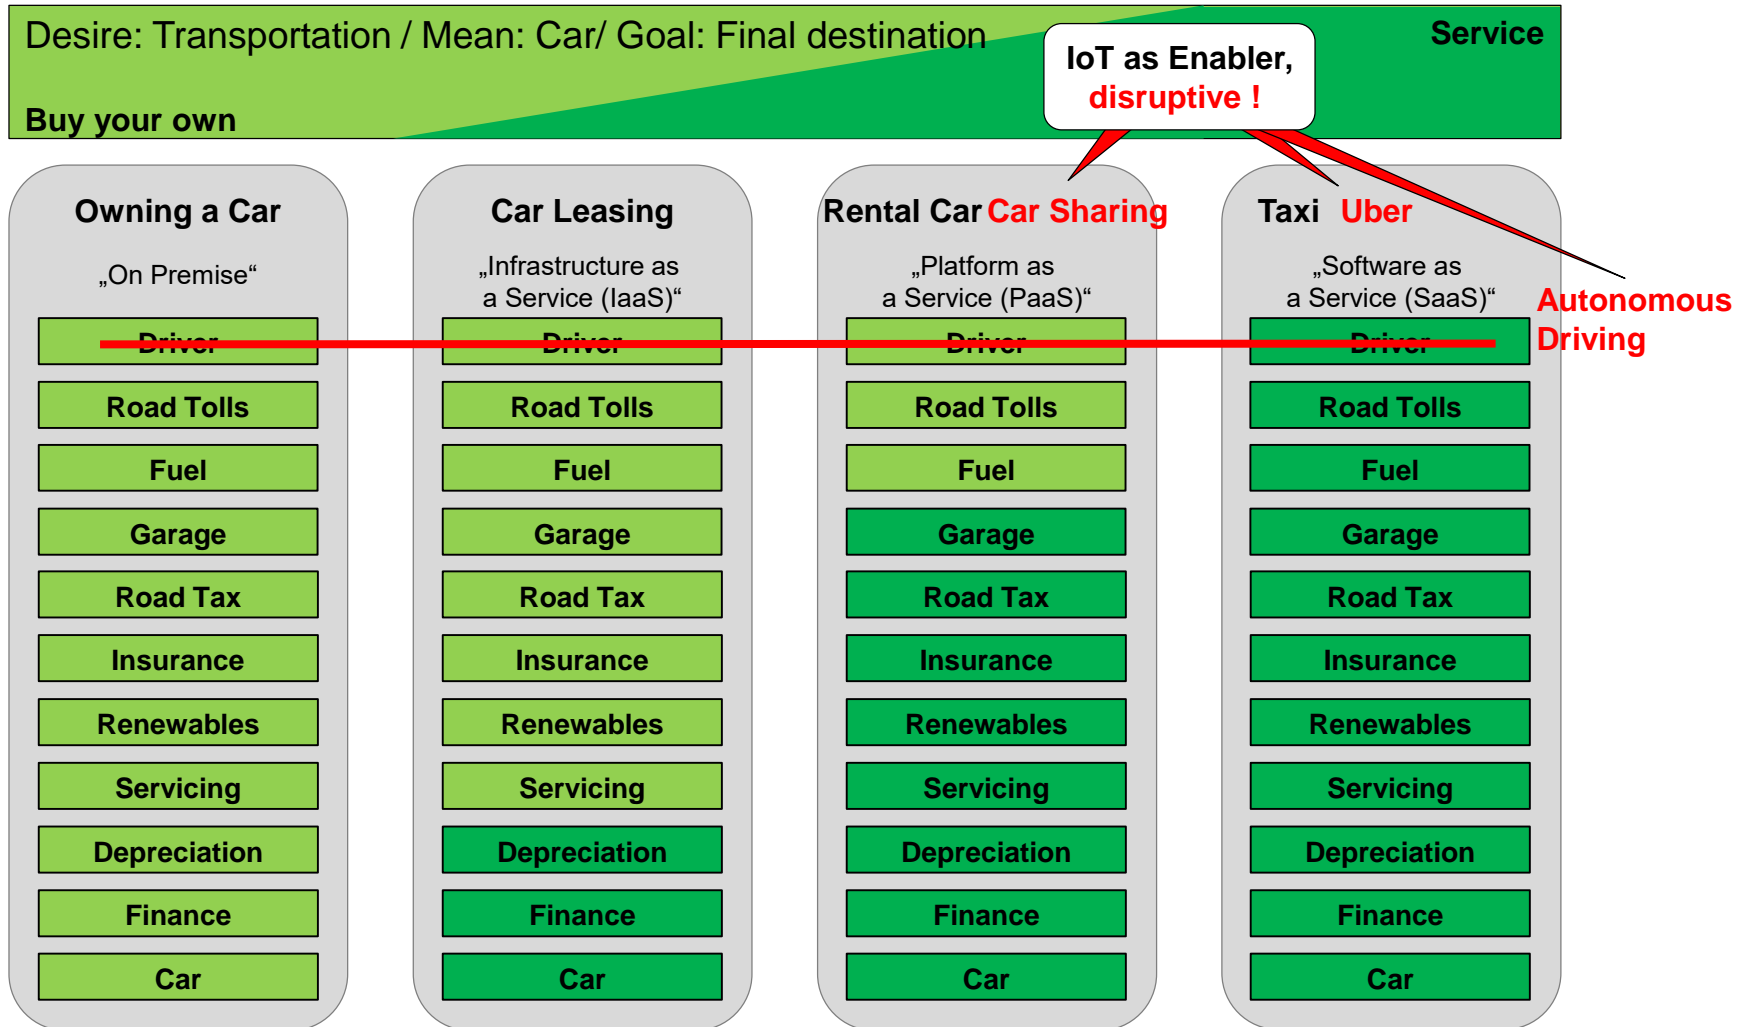 Desire: Transportation / Mean: Car/ Goal: Final destination
Service
IoT as Enabler,
disruptive !
Buy your own
Owning a Car
„On Premise“
Driver
Road Tolls
Fuel
Garage
Road Tax
Insurance
Renewables
Servicing
Depreciation
Finance
Car
Car Leasing
„Infrastructure as
a Service (IaaS)“
Driver
Road Tolls
Fuel
Garage
Road Tax
Insurance
Renewables
Servicing
Depreciation
Finance
Car
Rental Car Car Sharing
„Platform as
a Service (PaaS)“
Driver
Road Tolls
Fuel
Garage
Road Tax
Insurance
Renewables
Servicing
Depreciation
Finance
Car
Taxi Uber
„Software as
a Service (SaaS)“
Driver
Road Tolls
Fuel
Garage
Road Tax
Insurance
Renewables
Servicing
Depreciation
Finance
Car
Autonomous
Driving